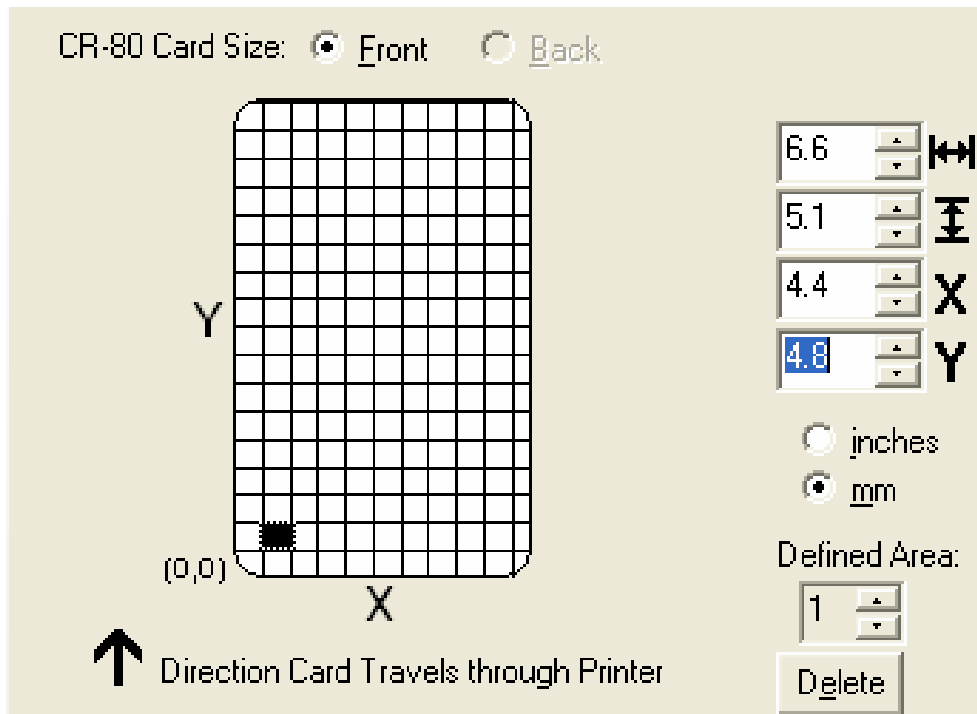 CR-80 Card Size: Front Back
6.6
5.1
4.4 X
Y
4.8 Y
inches
mm
(0,0)
Defined Area:
X
1
Direction Card Travels through Printer
Delete